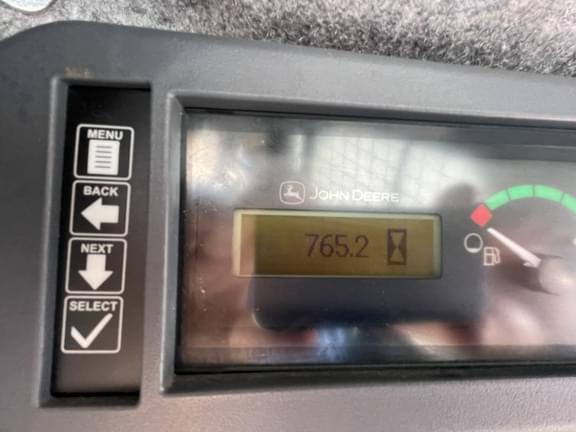 MENU
BACK
NEXT
SELECT
JOHN DEERE
765.2